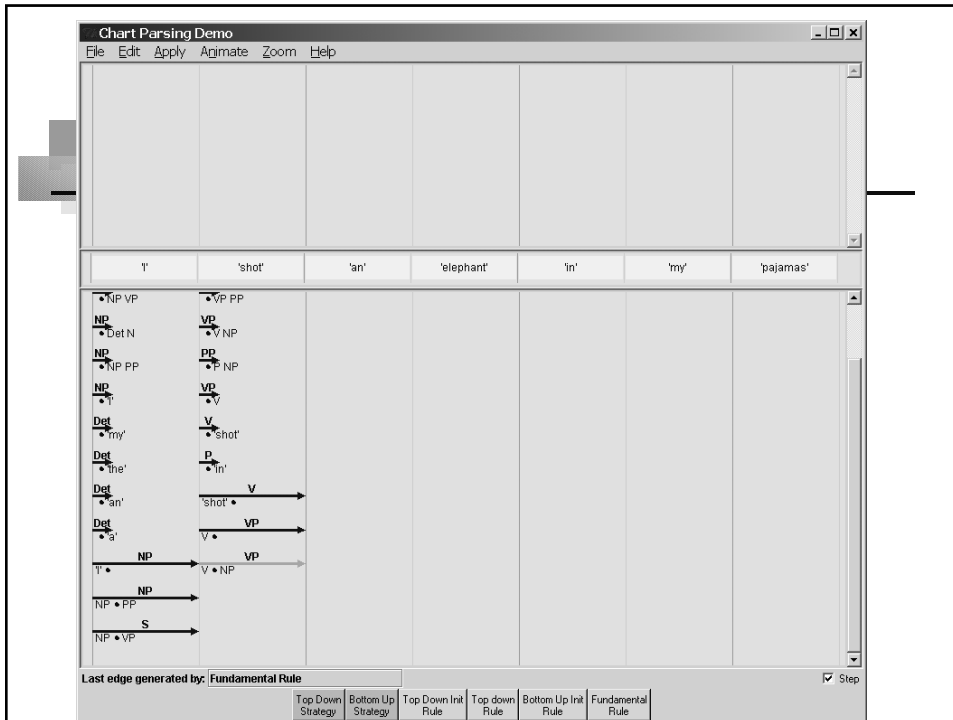 Chart Parsing Demo
File Edit Apply Animate Zoom Help
'I' 'shot' 'an' 'elephant' 'in' 'my' 'pajamas'
• NP VP • VP PP
NP VP
• Det N • V NP
NP PP
• NP PP • P NP
NP VP
• 'I' • V
Det V
• 'my' • 'shot'
Det P
• 'the' • 'in'
Det V
• 'an' 'shot' •
Det VP
• 'a' V •
NP VP
'I' • V • NP
NP
NP • PP
S
NP • VP
Last edge generated by: Fundamental Rule Step
Top Down Strategy Bottom Up Strategy Top Down Init Rule Top down Rule Bottom Up Init Rule Fundamental Rule